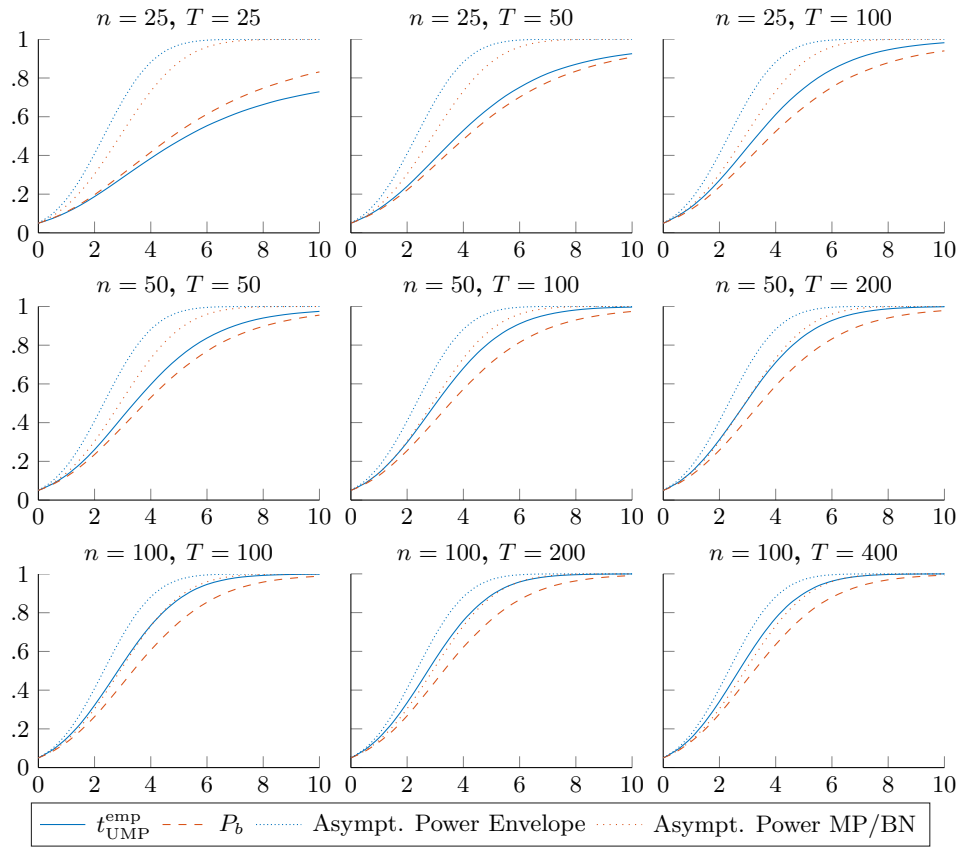 n = 25, T = 25
n = 25, T = 50
n = 25, T = 100
1
.8
.6
.4
.2
0
0 2 4 6 8 10
0 2 4 6 8 10
0 2 4 6 8 10
n = 50, T = 50
n = 50, T = 100
n = 50, T = 200
1
.8
.6
.4
.2
0
0 2 4 6 8 10
0 2 4 6 8 10
0 2 4 6 8 10
n = 100, T = 100
n = 100, T = 200
n = 100, T = 400
1
.8
.6
.4
.2
0
0 2 4 6 8 10
0 2 4 6 8 10
0 2 4 6 8 10
t_UMP^emp P_b Asympt. Power Envelope Asympt. Power MP/BN